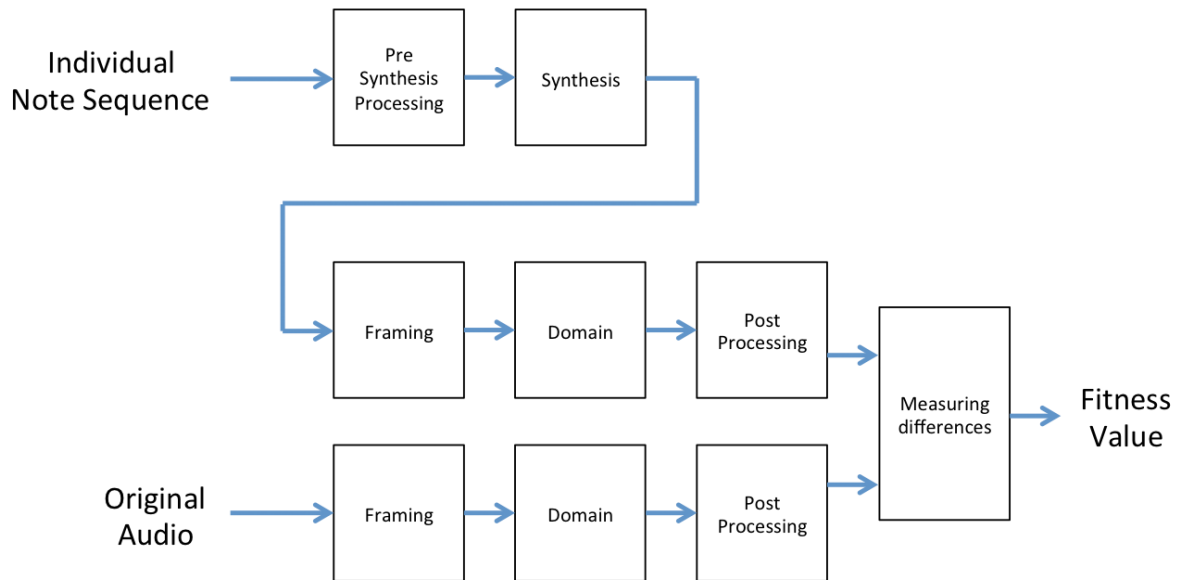 Individual
Note Sequence
Pre
Synthesis
Processing
Synthesis
Framing
Domain
Post
Processing
Measuring
differences
Fitness
Value
Original
Audio
Framing
Domain
Post
Processing